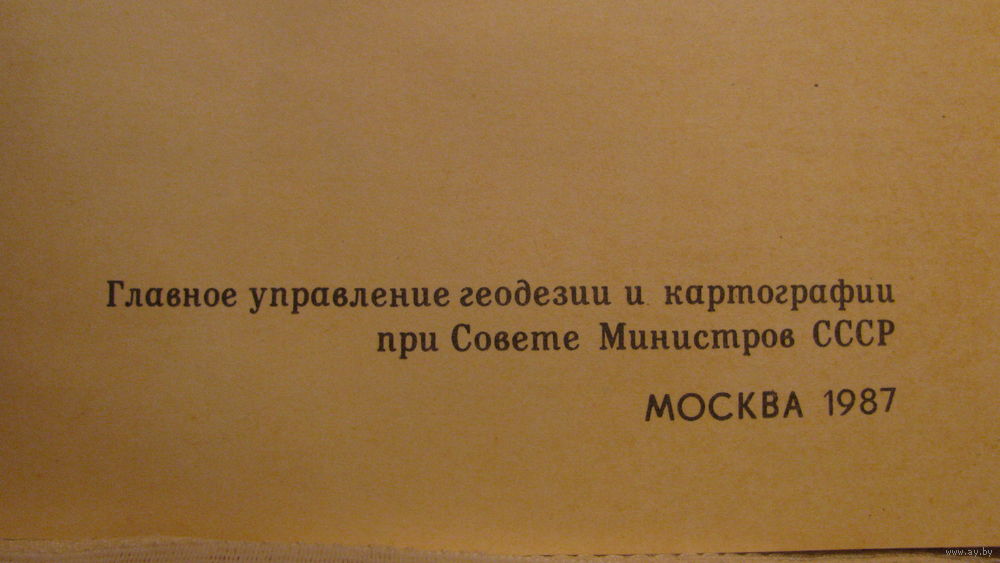 Главное управление геодезии и картографии
при Совете Министров СССР
МОСКВА 1987
www.ay.by